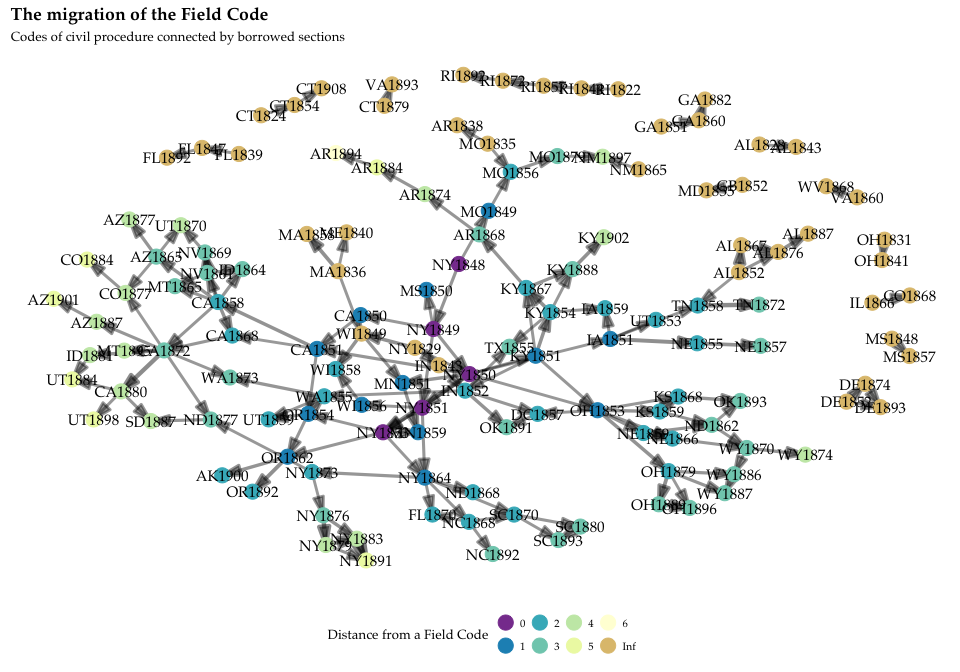 The migration of the Field Code
Codes of civil procedure connected by borrowed sections
CT1908
CT1854
CT1824
VA1893
CT1879
RI1892
RI1872
RI1822
GA1882
GA1860
GA1851
AR1838
MO1835
FL1892
FL1847
FL1839
AR1894
AR1884
MO1856
NM1897
NM1865
AL1843
WV1868
VA1860
AR1874
MO1849
AZ1877
UT1870
AR1868
KY1902
ME1840
AL1887
AL1867
AL1876
AL1852
OH1831
OH1841
NV1869
AZ1865
CO1884
MA1836
NY1848
KY1888
KY1867
MT1865
ID1864
CO1877
CA1858
AZ1901
MS1850
CO1868
IL1866
TN1858
TN1872
IA1859
KY1854
CA1850
AZ1887
UT1853
NY1849
WI1849
CA1868
IA1851
NE1855
NE1857
MS1848
MS1857
NY1829
TX1855
KY1851
CA1851
CA1872
WI1858
NY1850
IN1852
MN1851
WA1873
UT1884
CA1880
DE1874
DE1893
WA1855
WI1856
NY1851
KS1868
KS1859
OK1893
OH1853
DC1857
OK1891
UT1898
SD1887
ND1877
OR1854
ND1862
NE1866
WY1870
WY1874
OR1862
AK1900
OR1892
NY1873
NY1864
OH1879
WY1886
WY1887
OH1896
ND1868
NC1868
SC1870
FL1870
SC1880
SC1893
NC1892
NY1876
NY1883
NY1879
NY1891
Distance from a Field Code
0 2 4 6
1 3 5 Inf